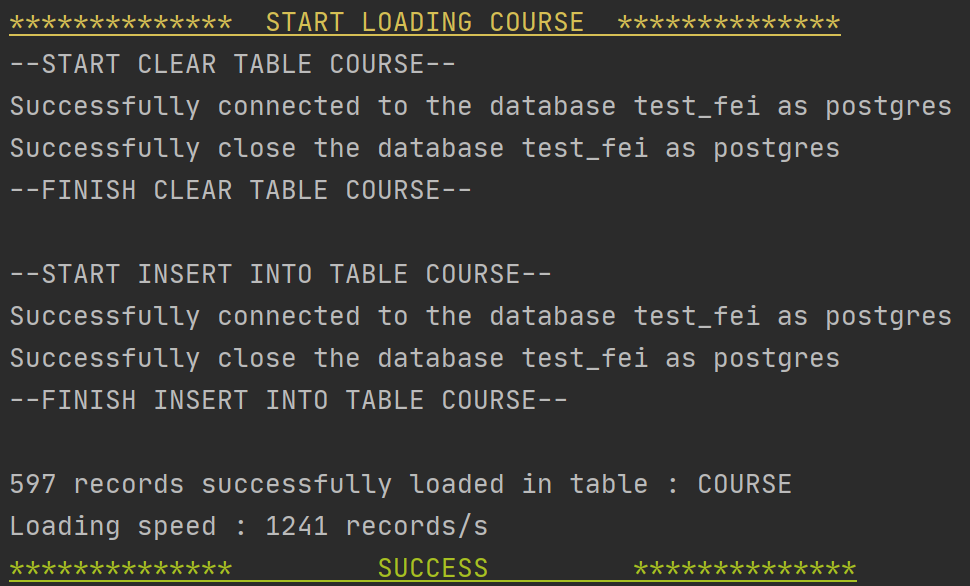 **************  START LOADING COURSE  **************
--START CLEAR TABLE COURSE--
Successfully connected to the database test_fei as postgres
Successfully close the database test_fei as postgres
--FINISH CLEAR TABLE COURSE--
--START INSERT INTO TABLE COURSE--
Successfully connected to the database test_fei as postgres
Successfully close the database test_fei as postgres
--FINISH INSERT INTO TABLE COURSE--
597 records successfully loaded in table : COURSE
Loading speed : 1241 records/s
**************         SUCCESS         **************